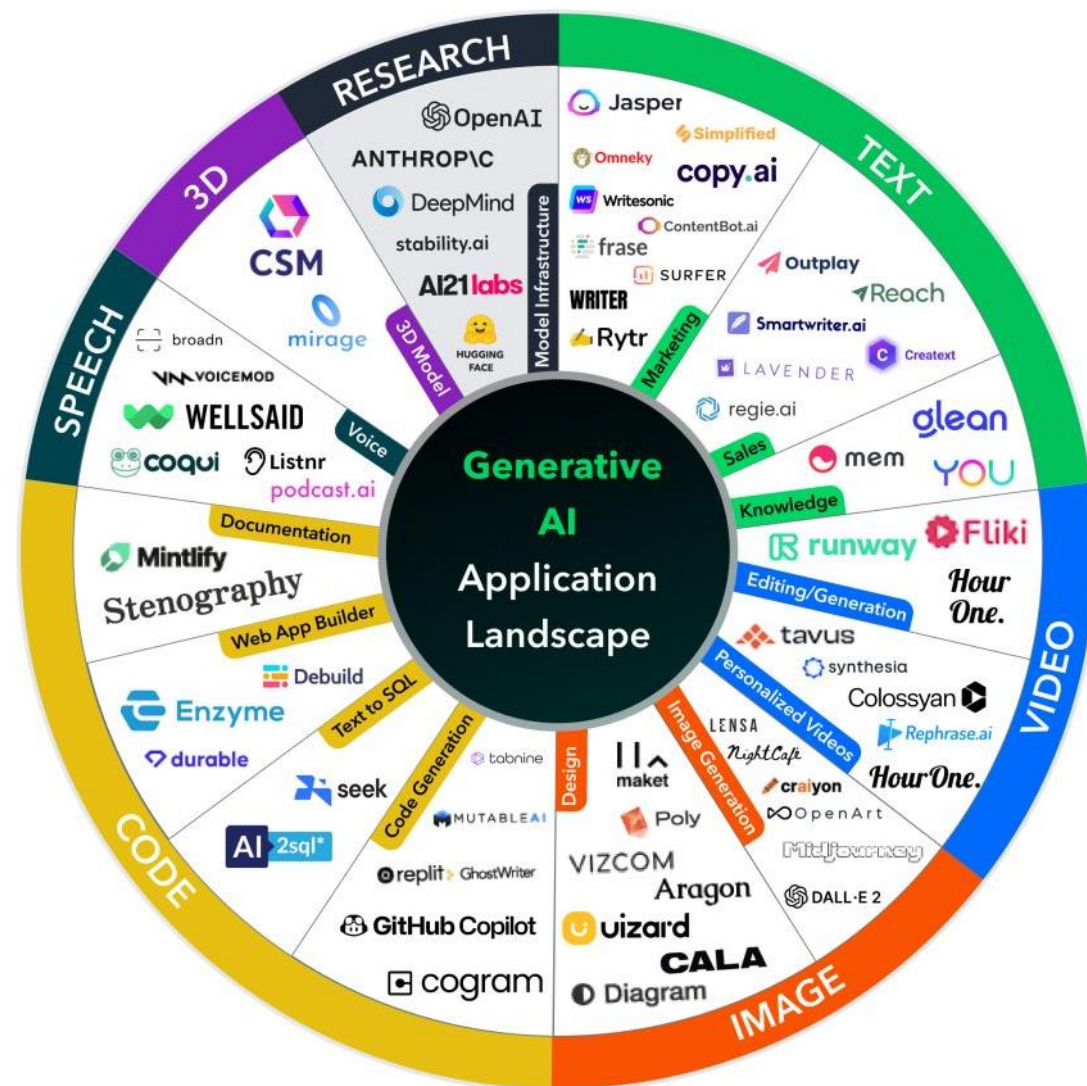 Generative
AI
Application
Landscape
RESEARCH
Model Infrastructure
OpenAI
ANTHROP\C
DeepMind
stability.ai
AI21labs
HUGGING
FACE
TEXT
Marketing
Jasper
Simplified
Omneky
copy.ai
WS Writesonic
ContentBot.ai
frase
SURFER
WRITER
Rytr
Sales
Outplay
Reach
Smartwriter.ai
C Creatext
LAVENDER
regie.ai
Knowledge
glean
mem
YOU
VIDEO
Editing/Generation
runway
Fliki
Hour
One.
Personalized Videos
tavus
synthesia
Colossyan
Rephrase.ai
HourOne.
IMAGE
Image Generation
LENSA
NightCafe
craiyon
OpenArt
Midjourney
DALL·E 2
Design
maket
Poly
VIZCOM
Aragon
uizard
CALA
Diagram
CODE
Code Generation
tabnine
MUTABLEAI
replit GhostWriter
GitHub Copilot
cogram
Text to SQL
seek
AI 2sql*
Web App Builder
Debuild
Enzyme
durable
Documentation
Mintlify
Stenography
SPEECH
Voice
broadn
VOICEMOD
WELLSAID
coqui
Listnr
podcast.ai
3D
3D Model
CSM
mirage